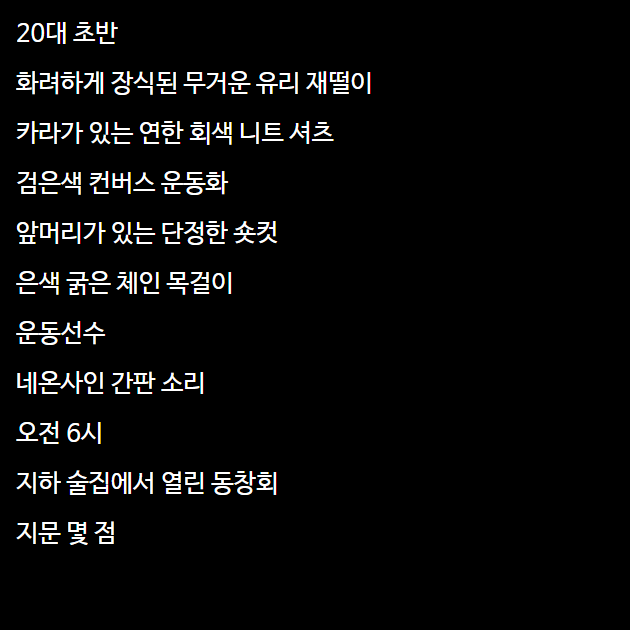 20대 초반
화려하게 장식된 무거운 유리 재떨이
카라가 있는 연한 회색 니트 셔츠
검은색 컨버스 운동화
앞머리가 있는 단정한 숏컷
은색 굵은 체인 목걸이
운동선수
네온사인 간판 소리
오전 6시
지하 술집에서 열린 동창회
지문 몇 점